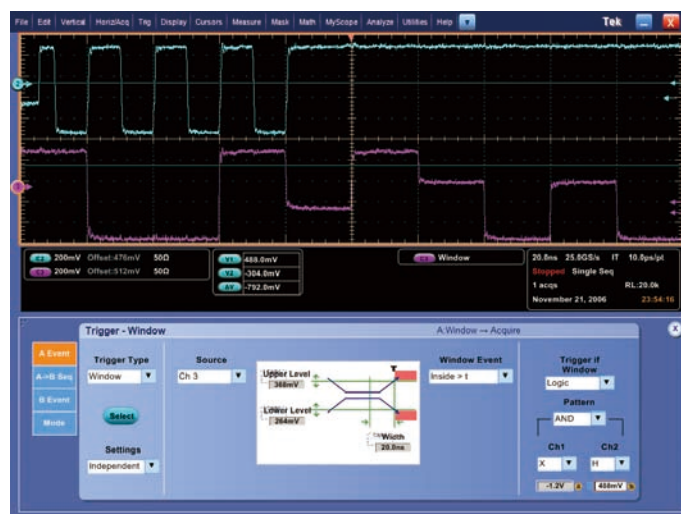 File Edit Vertical Horiz/Acq Trig Display Cursors Measure Mask Math MyScope Analyze Utilities Help Tek X
2
C2 200mV Offset:476mV 50Ω
200mV Offset:512mV 50Ω
V1 488.0mV
V2 -304.0mV
ΔV -792.0mV
Window
20.0ns 25.0GS/s IT 10.0ps/pt
Stopped Single Seq
1 acqs RL:20.0k
November 21, 2006 23:54:16
Trigger - Window A:Window → Acquire X
A Event
A->B Seq
B Event
Mode
Trigger Type
Window
Select
Settings
Independent
Source
Ch 3
Upper Level
368mV
Lower Level
264mV
T
Width
20.0ns
Window Event
Inside > t
Trigger if
Window
Logic
Pattern
AND
Ch1 Ch2
X H
-1.2V 488mV